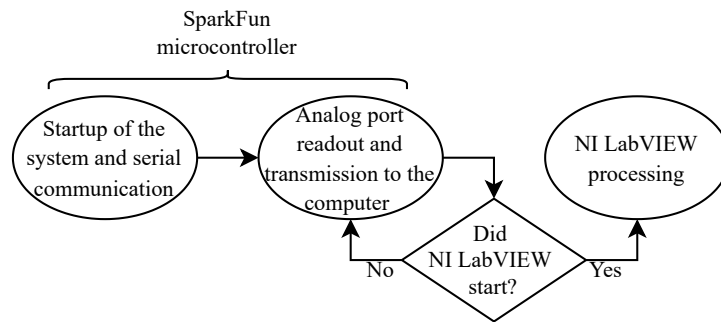 SparkFun
microcontroller
Startup of the
system and serial
communication
Analog port
readout and
transmission to the
computer
Did
NI LabVIEW
start?
No
Yes
NI LabVIEW
processing